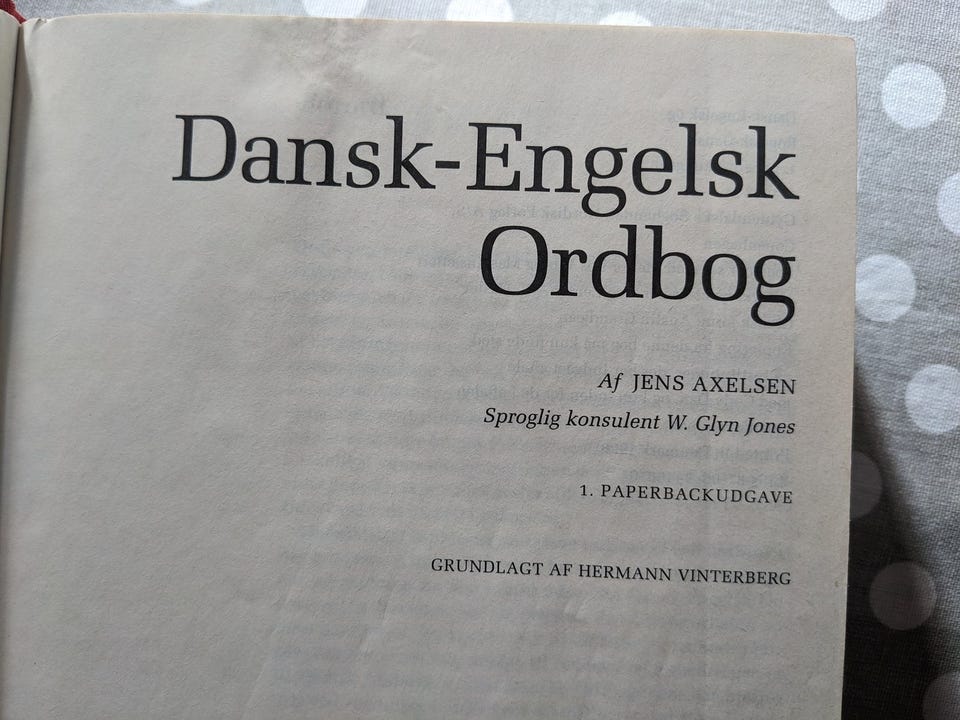 Dansk-Engelsk
Ordbog
Af JENS AXELSEN
Sproglig konsulent W. Glyn Jones
1. PAPERBACKUDGAVE
GRUNDLAGT AF HERMANN VINTERBERG